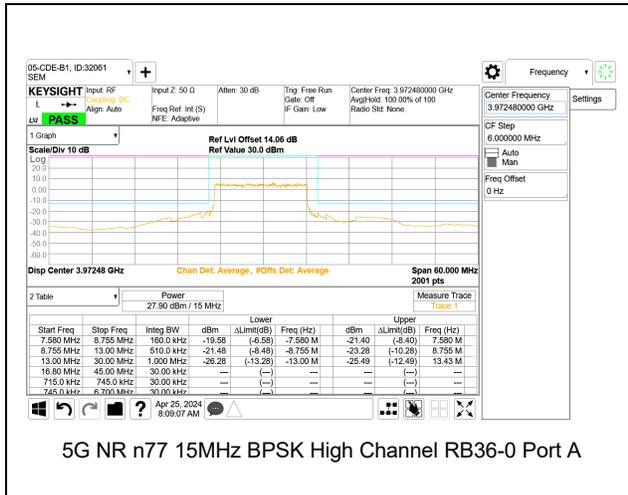 05-CDE-B1, ID:32061
SEM
Frequency
KEYSIGHT
L
LXI PASS
Input: RF
Coupling: DC
Align: Auto
Input Z: 50 Ω
Freq Ref: Int (S)
NFE: Adaptive
Atten: 30 dB
Trig: Free Run
Gate: Off
IF Gain: Low
Center Freq: 3.972480000 GHz
Avg|Hold: 100.00% of 100
Radio Std: None
Center Frequency
3.972480000 GHz
Settings
CF Step
6.000000 MHz
Auto
Man
Freq Offset
0 Hz
1 Graph
Scale/Div 10 dB
Ref Lvl Offset 14.06 dB
Ref Value 30.0 dBm
Log
20.0
10.0
0.00
-10.0
-20.0
-30.0
-40.0
-50.0
-60.0
Disp Center 3.97248 GHz
Chan Det: Average, #Offs Det: Average
Span 60.000 MHz
2001 pts
2 Table
Power
27.90 dBm / 15 MHz
Measure Trace
Trace 1
Lower Upper
Start Freq Stop Freq Integ BW dBm ΔLimit(dB) Freq (Hz) dBm ΔLimit(dB) Freq (Hz)
7.580 MHz 8.755 MHz 160.0 kHz -19.58 (-6.58) -7.580 M -21.40 (-8.40) 7.580 M
8.755 MHz 13.00 MHz 510.0 kHz -21.48 (-8.48) -8.755 M -23.28 (-10.28) 8.755 M
13.00 MHz 30.00 MHz 1.000 MHz -26.28 (-13.28) -13.00 M -25.49 (-12.49) 13.43 M
16.80 MHz 45.00 MHz 30.00 kHz --- (---) --- --- (---) ---
715.0 kHz 745.0 kHz 30.00 kHz --- (---) --- --- (---) ---
745.0 kHz 6.700 MHz 30.00 kHz --- (---) --- --- (---) ---
Apr 25, 2024
8:09:07 AM
5G NR n77 15MHz BPSK High Channel RB36-0 Port A